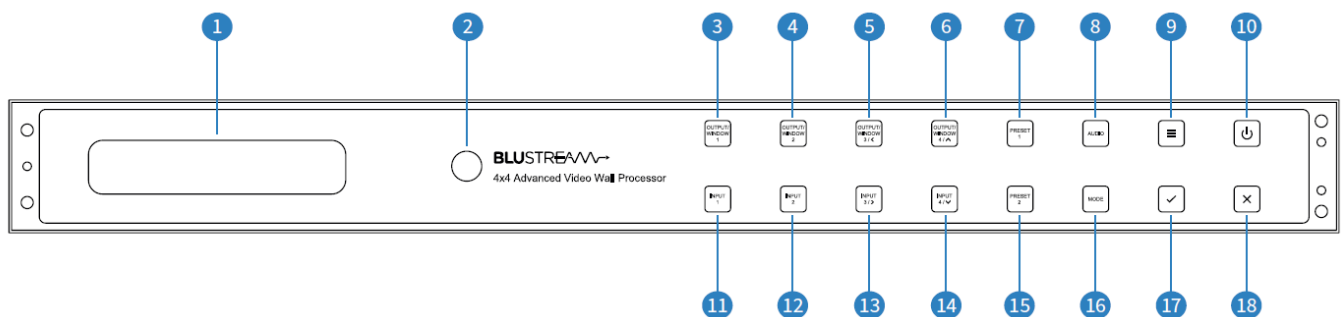 1 2 3 4 5 6 7 8 9 10
OUTPUT/
WINDOW
1
OUTPUT/
WINDOW
2
OUTPUT/
WINDOW
3 / <
OUTPUT/
WINDOW
4 / ʌ
PRESET
1
AUDIO
BLUSTREAM
4x4 Advanced Video Wall Processor
INPUT
1
INPUT
2
INPUT
3 / >
INPUT
4 / v
PRESET
2
MODE
11 12 13 14 15 16 17 18